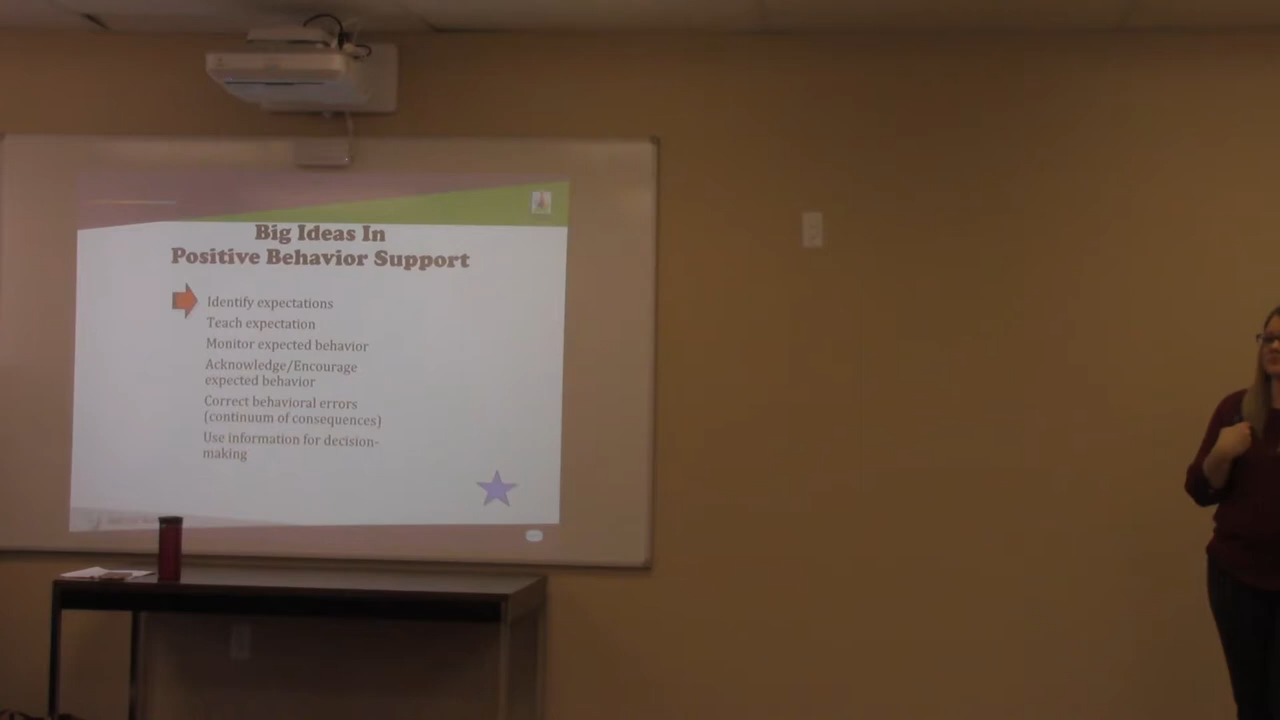 Big Ideas In
Positive Behavior Support
Identify expectations
Teach expectation
Monitor expected behavior
Acknowledge/Encourage
expected behavior
Correct behavioral errors
(continuum of consequences)
Use information for decision-
making